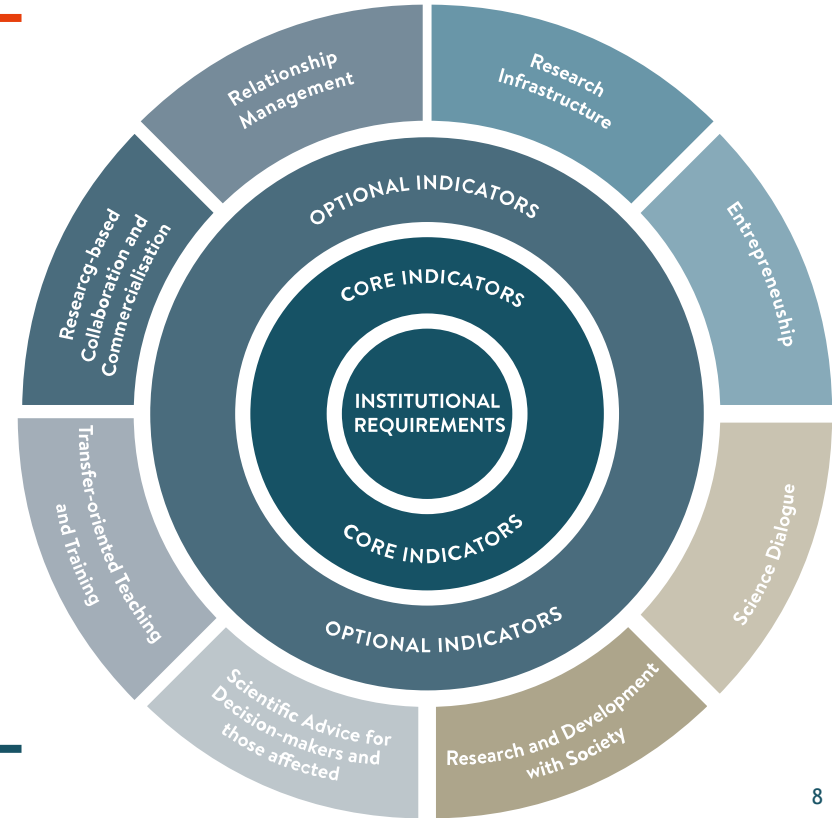 Relationship
Management
Research
Infrastructure
Entrepreneurship
Science Dialogue
Research and Development
with Society
Scientific Advice for
Decision-makers and
those affected
Transfer-oriented Teaching
and Training
Researcg-based
Collaboration and
Commercialisation
OPTIONAL INDICATORS
CORE INDICATORS
INSTITUTIONAL
REQUIREMENTS
CORE INDICATORS
OPTIONAL INDICATORS
8